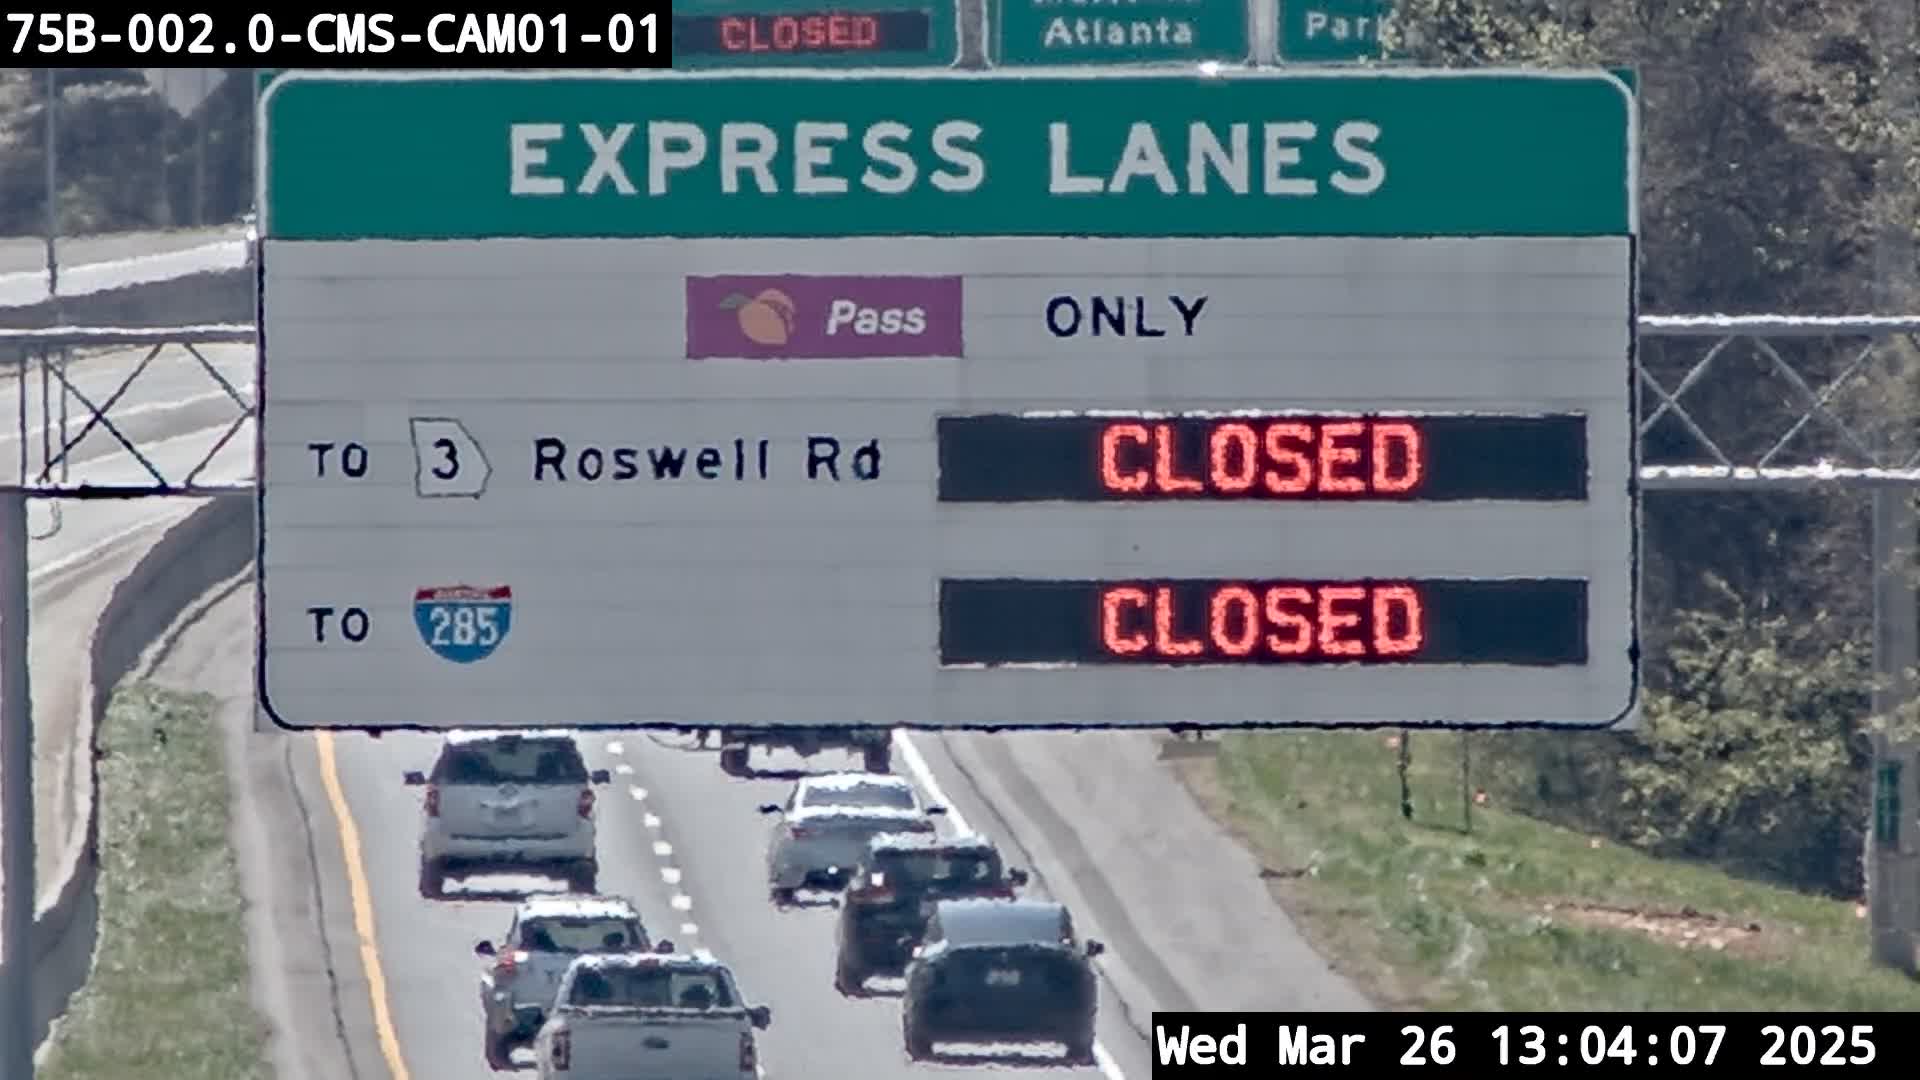 75B-002.0-CMS-CAM01-01
CLOSED
Atlanta
EXPRESS LANES
Pass ONLY
TO 3 Roswell Rd CLOSED
TO 285 CLOSED
Wed Mar 26 13:04:07 2025